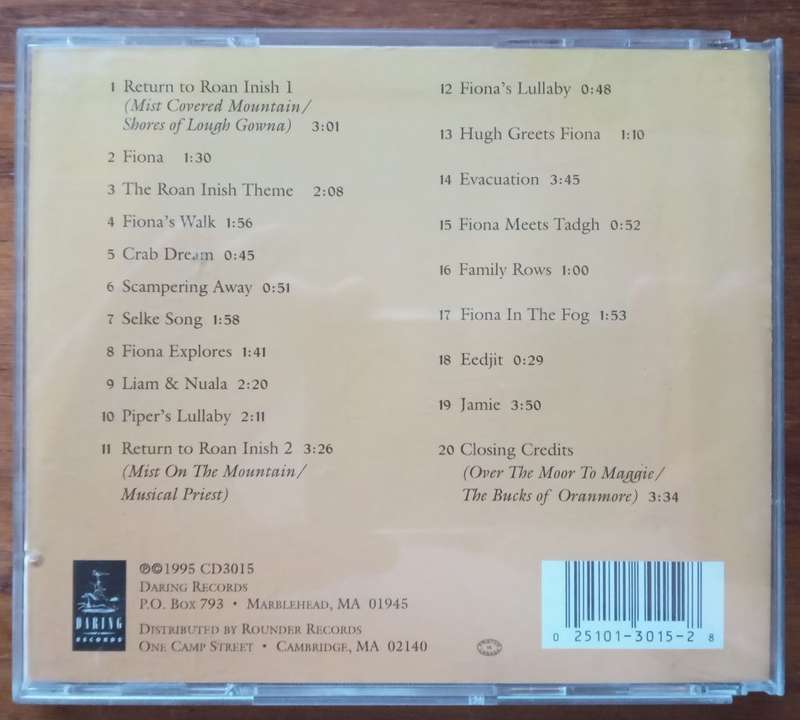 1 Return to Roan Inish 1
(Mist Covered Mountain/
Shores of Lough Gowna) 3:01
2 Fiona 1:30
3 The Roan Inish Theme 2:08
4 Fiona's Walk 1:56
5 Crab Dream 0:45
6 Scampering Away 0:51
7 Selke Song 1:58
8 Fiona Explores 1:41
9 Liam & Nuala 2:20
10 Piper's Lullaby 2:11
11 Return to Roan Inish 2 3:26
(Mist On The Mountain/
Musical Priest)
12 Fiona's Lullaby 0:48
13 Hugh Greets Fiona 1:10
14 Evacuation 3:45
15 Fiona Meets Tadgh 0:52
16 Family Rows 1:00
17 Fiona In The Fog 1:53
18 Eedjit 0:29
19 Jamie 3:50
20 Closing Credits
(Over The Moor To Maggie/
The Bucks of Oranmore) 3:34
DARING
RECORDS
℗©1995 CD3015
DARING RECORDS
P.O. BOX 793 • MARBLEHEAD, MA 01945
DISTRIBUTED BY ROUNDER RECORDS
ONE CAMP STREET • CAMBRIDGE, MA 02140
0 25101-3015-2 8